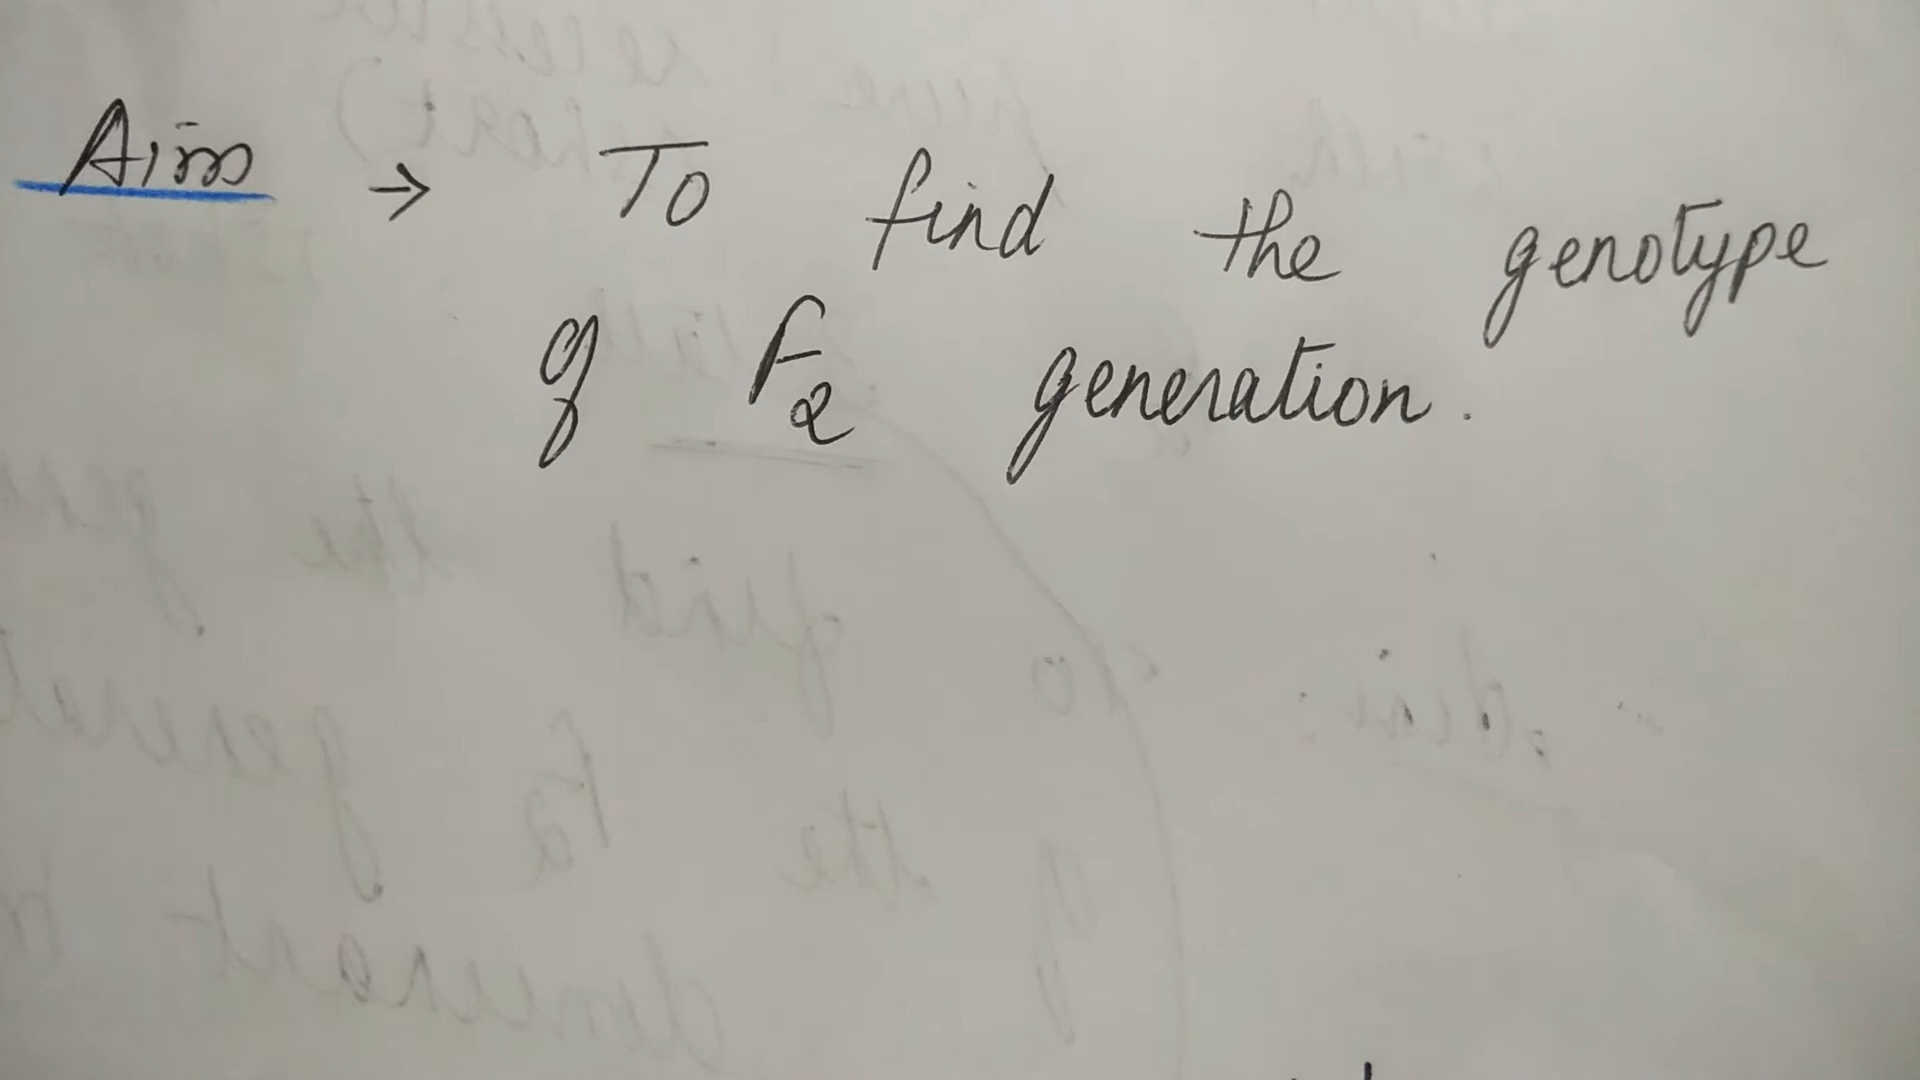 Aim → To find the genotype
of F₂ generation.